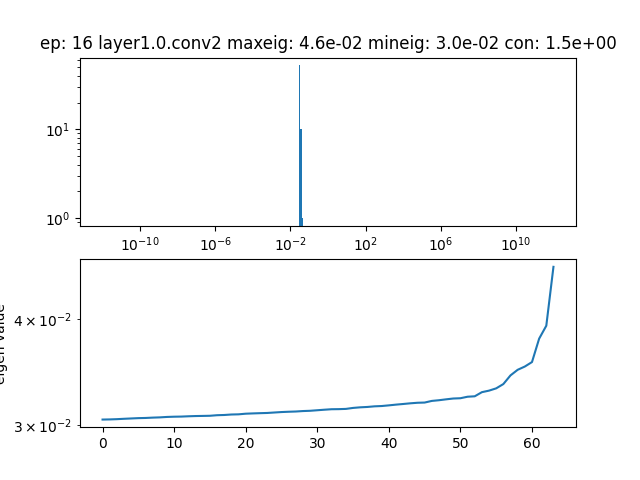 ep: 16 layer1.0.conv2 maxeig: 4.6e-02 mineig: 3.0e-02 con: 1.5e+00
10¹
10⁰
10⁻¹⁰ 10⁻⁶ 10⁻² 10² 10⁶ 10¹⁰
eigen value
4 × 10⁻²
3 × 10⁻²
0 10 20 30 40 50 60